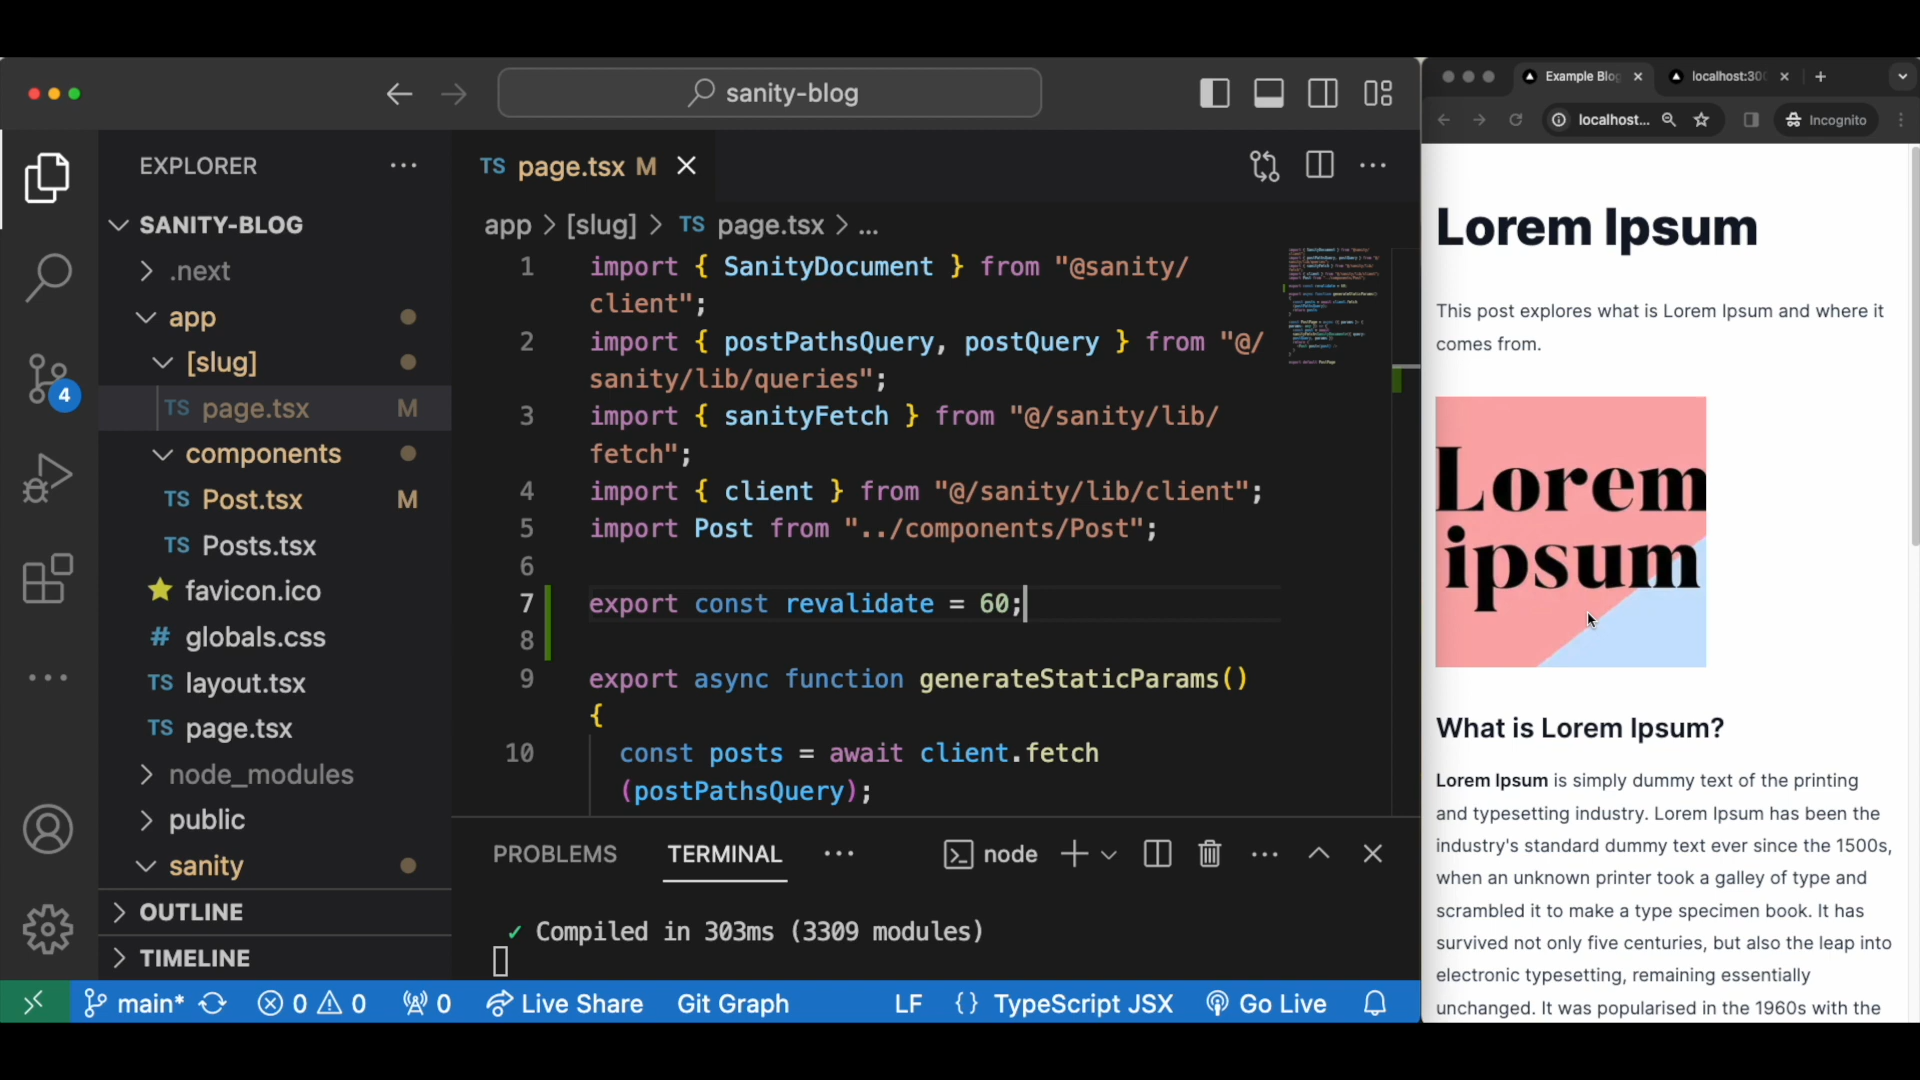 sanity-blog
EXPLORER
SANITY-BLOG
.next
app
[slug]
TS page.tsx M
components
TS Post.tsx M
TS Posts.tsx
favicon.ico
# globals.css
TS layout.tsx
TS page.tsx
node_modules
public
sanity
OUTLINE
TIMELINE
4
TS page.tsx M
app > [slug] > TS page.tsx > ...
1 import { SanityDocument } from "@sanity/
client";
2 import { postPathsQuery, postQuery } from "@/
sanity/lib/queries";
3 import { sanityFetch } from "@/sanity/lib/
fetch";
4 import { client } from "@/sanity/lib/client";
5 import Post from "../components/Post";
6
7 export const revalidate = 60;
8
9 export async function generateStaticParams()
{
10 const posts = await client.fetch
(postPathsQuery);
PROBLEMS TERMINAL ... node
✓ Compiled in 303ms (3309 modules)
main* 0 0 0 Live Share Git Graph LF {} TypeScript JSX Go Live
Example Blo localhost:300
localhost... Incognito
Lorem Ipsum
This post explores what is Lorem Ipsum and where it
comes from.
Lorem
ipsum
What is Lorem Ipsum?
Lorem Ipsum is simply dummy text of the printing
and typesetting industry. Lorem Ipsum has been the
industry's standard dummy text ever since the 1500s,
when an unknown printer took a galley of type and
scrambled it to make a type specimen book. It has
survived not only five centuries, but also the leap into
electronic typesetting, remaining essentially
unchanged. It was popularised in the 1960s with the